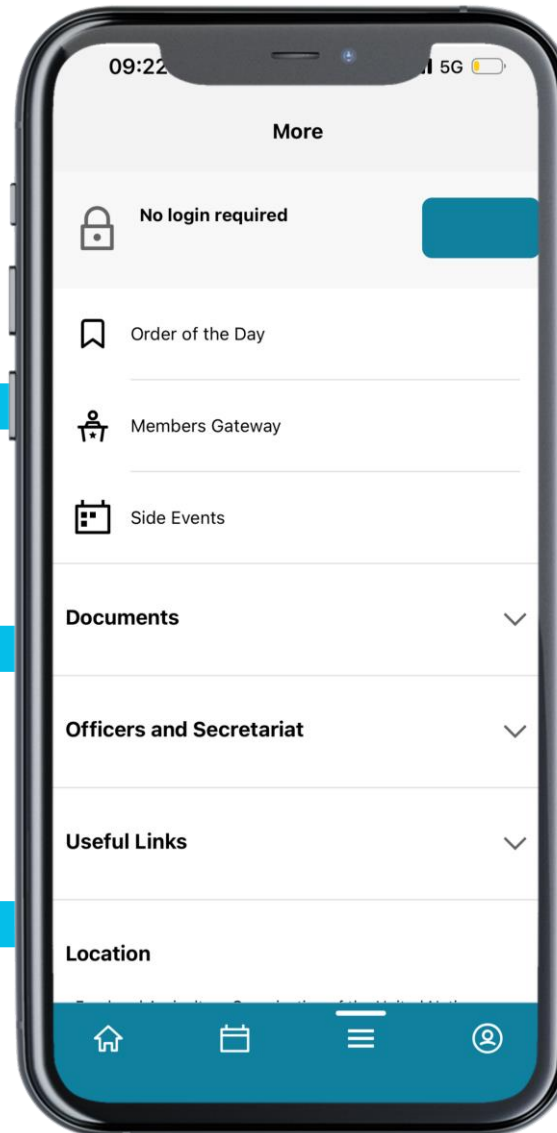 09:22
5G
More
No login required
Order of the Day
Members Gateway
Side Events
Documents
Officers and Secretariat
Useful Links
Location